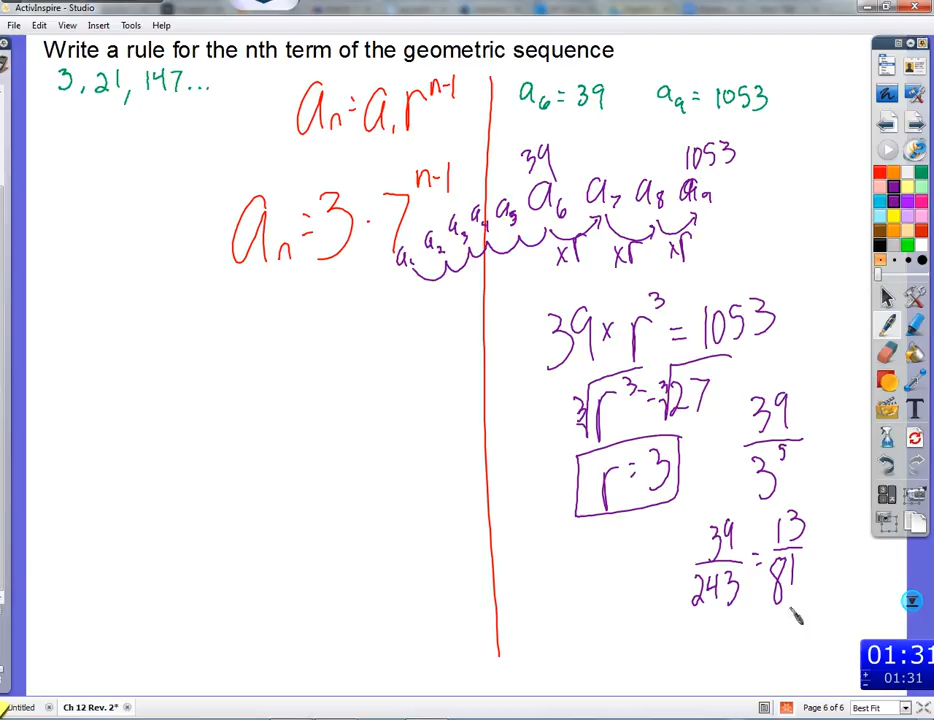 ActivInspire - Studio
File Edit View Insert Tools Help
Write a rule for the nth term of the geometric sequence
3, 21, 147...
aₙ = a₁rⁿ⁻¹
aₙ = 3 · 7ⁿ⁻¹
a₆ = 39 a₉ = 1053
39 1053
a₁ a₂ a₃ a₄ a₅ a₆ a₇ a₈ a₉
xr xr xr
39 × r³ = 1053
∛r³ = ∛27
r = 3
39
3⁵
39/243 = 13/81
01:31
01:31
Untitled Ch 12 Rev. 2* Page 6 of 6 Best Fit